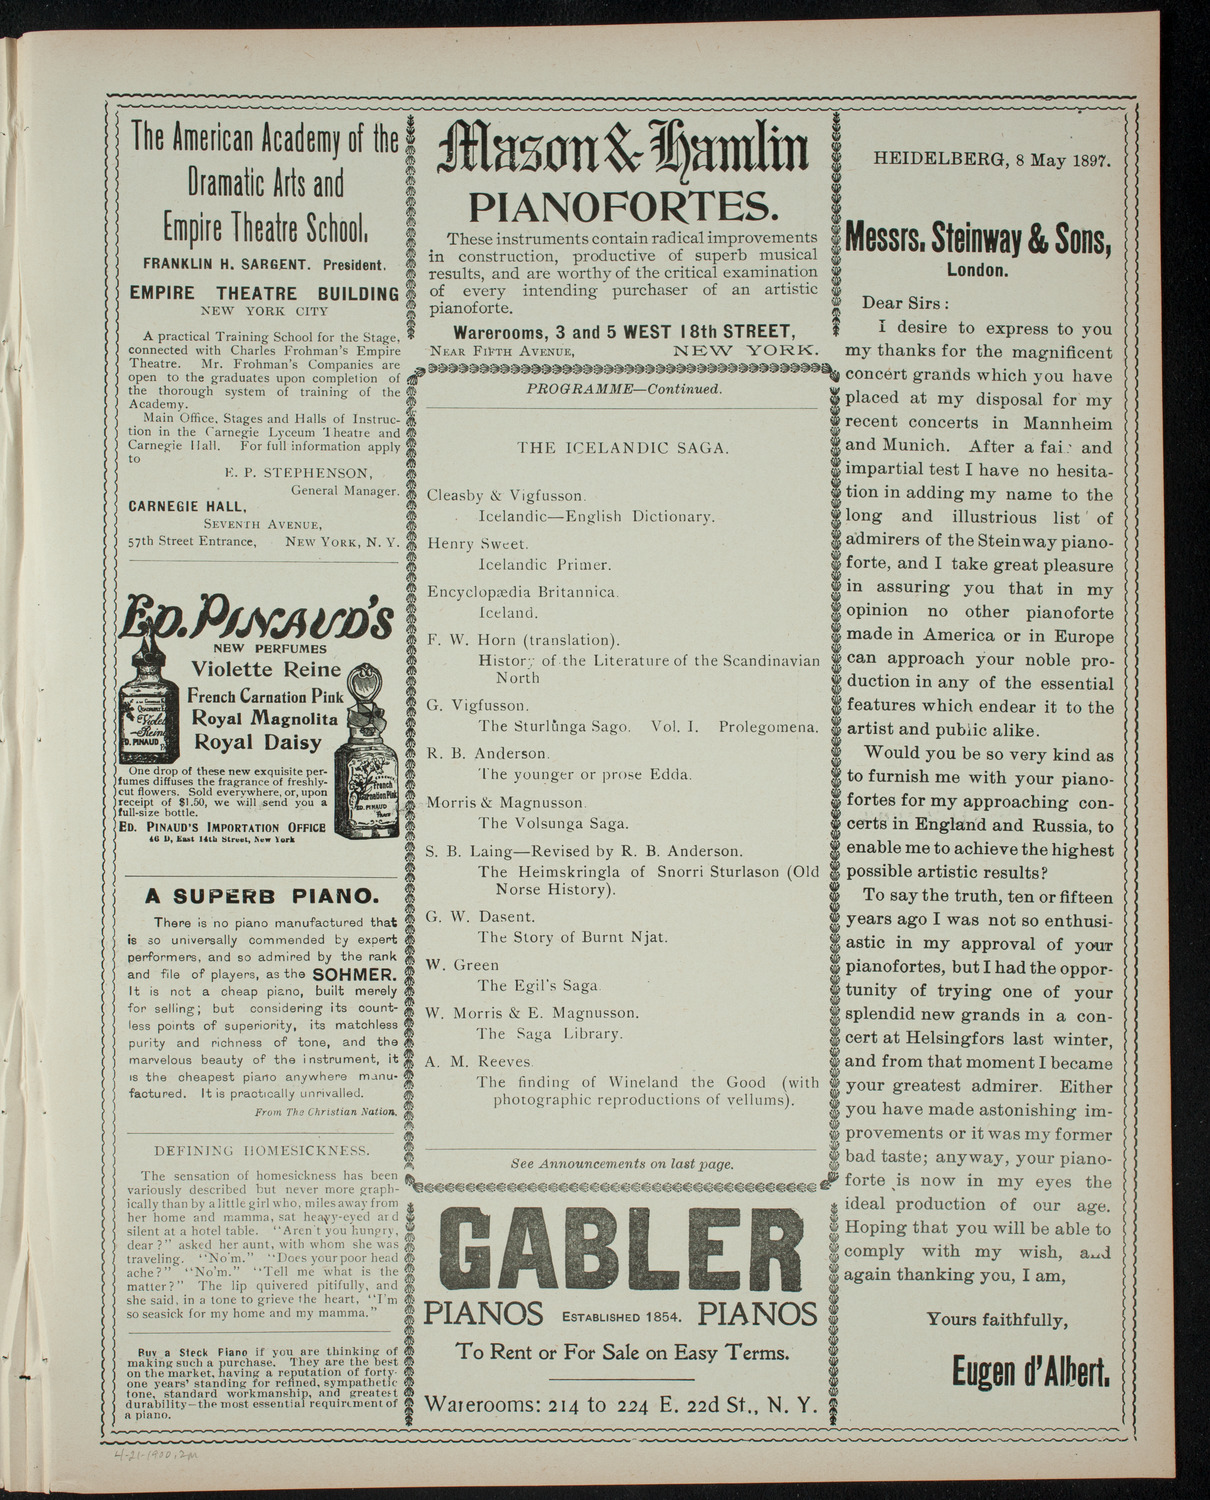 The American Academy of the
Dramatic Arts and
Empire Theatre School.
FRANKLIN H. SARGENT. President.
EMPIRE THEATRE BUILDING
NEW YORK CITY
A practical Training School for the Stage,
connected with Charles Frohman's Empire
Theatre. Mr. Frohman's Companies are
open to the graduates upon completion of
the thorough system of training of the
Academy.
Main Office, Stages and Halls of Instruc-
tion in the Carnegie Lyceum Theatre and
Carnegie Hall. For full information apply
to
E. P. STEPHENSON,
General Manager.
CARNEGIE HALL,
SEVENTH AVENUE,
57th Street Entrance, NEW YORK, N. Y.
ED. PINAUD'S
NEW PERFUMES
Violette Reine
French Carnation Pink
Royal Magnolita
Royal Daisy
One drop of these new exquisite per-
fumes diffuses the fragrance of freshly-
cut flowers. Sold everywhere, or, upon
receipt of $1.50, we will send you a
full-size bottle.
ED. PINAUD'S IMPORTATION OFFICE
46 D, East 14th Street, New York
A SUPERB PIANO.
There is no piano manufactured that
is so universally commended by expert
performers, and so admired by the rank
and file of players, as the SOHMER.
It is not a cheap piano, built merely
for selling; but considering its count-
less points of superiority, its matchless
purity and richness of tone, and the
marvelous beauty of the instrument, it
is the cheapest piano anywhere manu-
factured. It is practically unrivalled.
From The Christian Nation.
DEFINING HOMESICKNESS.
The sensation of homesickness has been
variously described but never more graph-
ically than by a little girl who, miles away from
her home and mamma, sat heavy-eyed and
silent at a hotel table. "Aren't you hungry,
dear?" asked her aunt, with whom she was
traveling. "No'm." "Does your poor head
ache?" "No'm." "Tell me what is the
matter?" The lip quivered pitifully, and
she said, in a tone to grieve the heart, "I'm
so seasick for my home and my mamma."
Buy a Steck Piano if you are thinking of
making such a purchase. They are the best
on the market, having a reputation of forty-
one years' standing for refined, sympathetic
tone, standard workmanship, and greatest
durability—the most essential requirement of
a piano.
4-21-1900, 2PM
Mason & Hamlin
PIANOFORTES.
These instruments contain radical improvements
in construction, productive of superb musical
results, and are worthy of the critical examination
of every intending purchaser of an artistic
pianoforte.
Warerooms, 3 and 5 WEST 18th STREET,
NEAR FIFTH AVENUE, NEW YORK.
PROGRAMME—Continued.
THE ICELANDIC SAGA.
Cleasby & Vigfusson.
Icelandic—English Dictionary.
Henry Sweet.
Icelandic Primer.
Encyclopædia Britannica.
Iceland.
F. W. Horn (translation).
History of the Literature of the Scandinavian
North
G. Vigfusson.
The Sturlûnga Sago. Vol. I. Prolegomena.
R. B. Anderson.
The younger or prose Edda.
Morris & Magnusson.
The Volsunga Saga.
S. B. Laing—Revised by R. B. Anderson.
The Heimskringla of Snorri Sturlason (Old
Norse History).
G. W. Dasent.
The Story of Burnt Njat.
W. Green
The Egil's Saga.
W. Morris & E. Magnusson.
The Saga Library.
A. M. Reeves.
The finding of Wineland the Good (with
photographic reproductions of vellums).
See Announcements on last page.
GABLER
PIANOS ESTABLISHED 1854. PIANOS
To Rent or For Sale on Easy Terms.
Warerooms: 214 to 224 E. 22d St., N. Y.
HEIDELBERG, 8 May 1897.
Messrs. Steinway & Sons,
London.
Dear Sirs:
I desire to express to you
my thanks for the magnificent
concert grands which you have
placed at my disposal for my
recent concerts in Mannheim
and Munich. After a fair and
impartial test I have no hesita-
tion in adding my name to the
long and illustrious list of
admirers of the Steinway piano-
forte, and I take great pleasure
in assuring you that in my
opinion no other pianoforte
made in America or in Europe
can approach your noble pro-
duction in any of the essential
features which endear it to the
artist and public alike.
Would you be so very kind as
to furnish me with your piano-
fortes for my approaching con-
certs in England and Russia, to
enable me to achieve the highest
possible artistic results?
To say the truth, ten or fifteen
years ago I was not so enthusi-
astic in my approval of your
pianofortes, but I had the oppor-
tunity of trying one of your
splendid new grands in a con-
cert at Helsingfors last winter,
and from that moment I became
your greatest admirer. Either
you have made astonishing im-
provements or it was my former
bad taste; anyway, your piano-
forte is now in my eyes the
ideal production of our age.
Hoping that you will be able to
comply with my wish, and
again thanking you, I am,
Yours faithfully,
Eugen d'Albert.